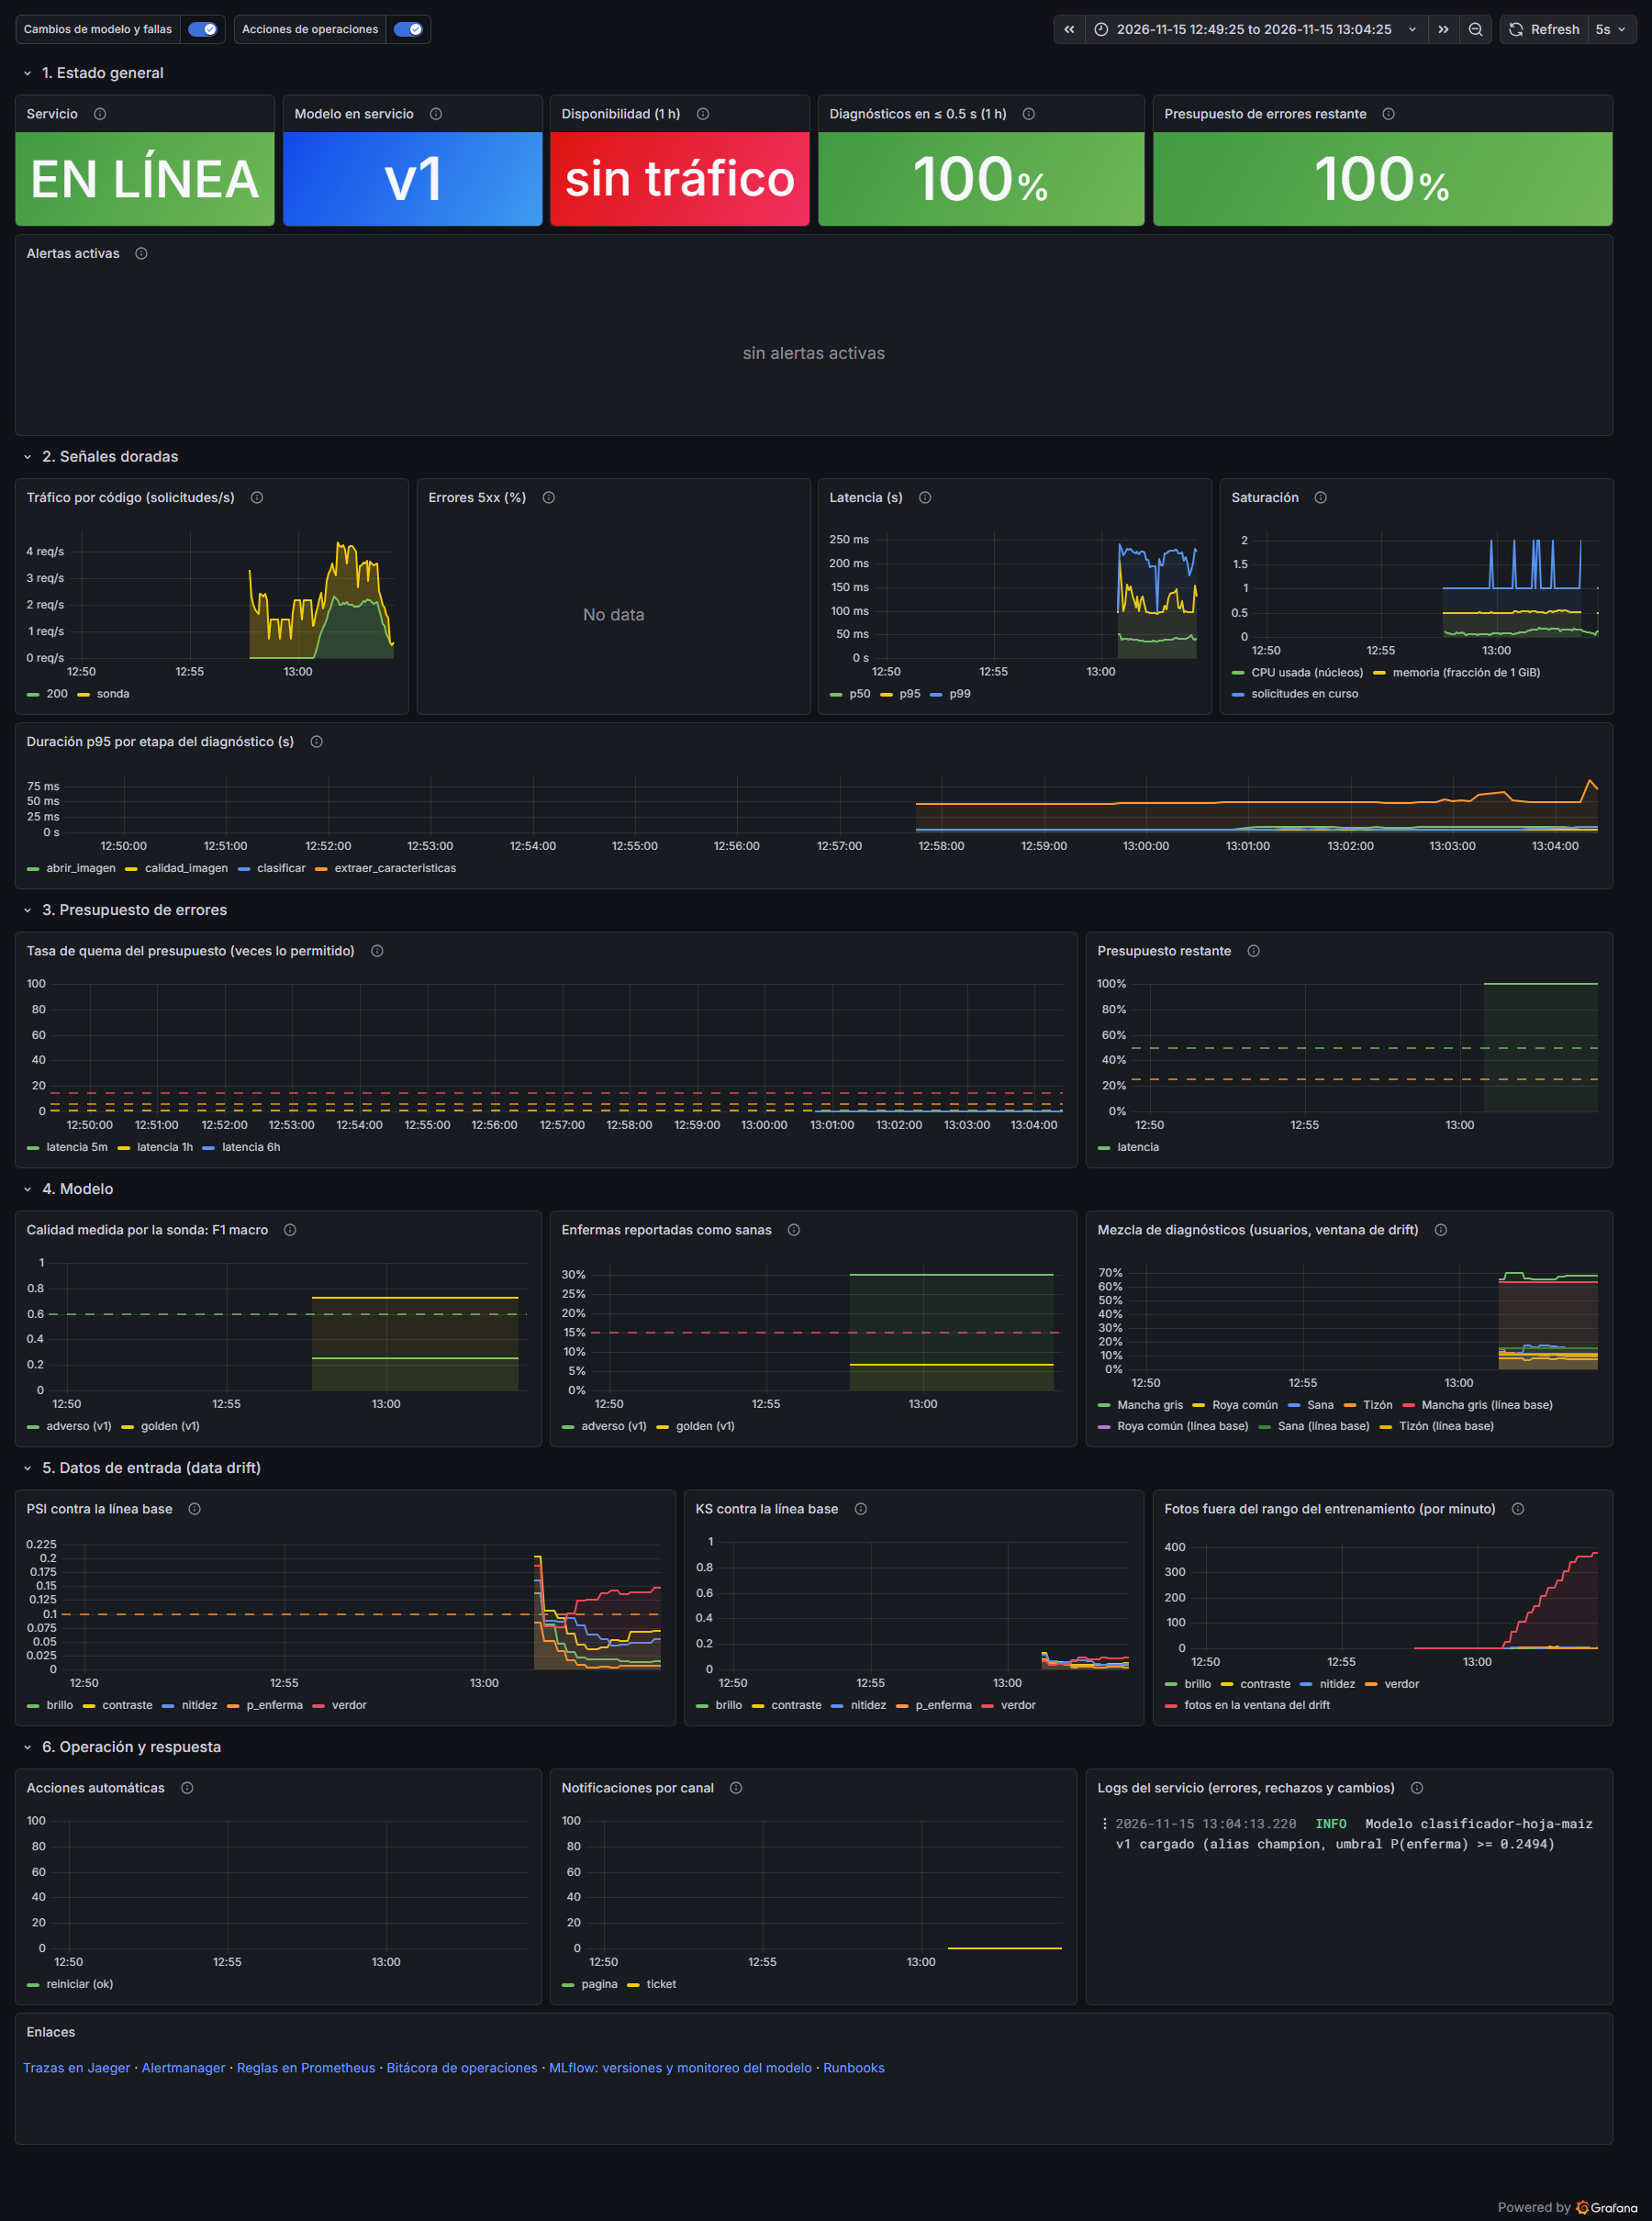 Cambios de modelo y fallas
Acciones de operaciones
2026-11-15 12:49:25 to 2026-11-15 13:04:25
Refresh 5s
1. Estado general
Servicio
EN LÍNEA
Modelo en servicio
v1
Disponibilidad (1 h)
sin tráfico
Diagnósticos en ≤ 0.5 s (1 h)
100%
Presupuesto de errores restante
100%
Alertas activas
sin alertas activas
2. Señales doradas
Tráfico por código (solicitudes/s)
4 req/s
3 req/s
2 req/s
1 req/s
0 req/s
12:50 12:55 13:00
200 sonda
Errores 5xx (%)
No data
Latencia (s)
250 ms
200 ms
150 ms
100 ms
50 ms
0 s
12:50 12:55 13:00
p50 p95 p99
Saturación
2
1.5
1
0.5
0
12:50 12:55 13:00
CPU usada (núcleos) memoria (fracción de 1 GiB)
solicitudes en curso
Duración p95 por etapa del diagnóstico (s)
75 ms
50 ms
25 ms
0 s
12:50:00 12:51:00 12:52:00 12:53:00 12:54:00 12:55:00 12:56:00 12:57:00 12:58:00 12:59:00 13:00:00 13:01:00 13:02:00 13:03:00 13:04:00
abrir_imagen calidad_imagen clasificar extraer_caracteristicas
3. Presupuesto de errores
Tasa de quema del presupuesto (veces lo permitido)
100
80
60
40
20
0
12:50:00 12:51:00 12:52:00 12:53:00 12:54:00 12:55:00 12:56:00 12:57:00 12:58:00 12:59:00 13:00:00 13:01:00 13:02:00 13:03:00 13:04:00
latencia 5m latencia 1h latencia 6h
Presupuesto restante
100%
80%
60%
40%
20%
0%
12:50 12:55 13:00
latencia
4. Modelo
Calidad medida por la sonda: F1 macro
1
0.8
0.6
0.4
0.2
0
12:50 12:55 13:00
adverso (v1) golden (v1)
Enfermas reportadas como sanas
30%
25%
20%
15%
10%
5%
0%
12:50 12:55 13:00
adverso (v1) golden (v1)
Mezcla de diagnósticos (usuarios, ventana de drift)
70%
60%
50%
40%
30%
20%
10%
0%
12:50 12:55 13:00
Mancha gris Roya común Sana Tizón Mancha gris (línea base)
Roya común (línea base) Sana (línea base) Tizón (línea base)
5. Datos de entrada (data drift)
PSI contra la línea base
0.225
0.2
0.175
0.15
0.125
0.1
0.075
0.05
0.025
0
12:50 12:55 13:00
brillo contraste nitidez p_enferma verdor
KS contra la línea base
1
0.8
0.6
0.4
0.2
0
12:50 12:55 13:00
brillo contraste nitidez p_enferma verdor
Fotos fuera del rango del entrenamiento (por minuto)
400
300
200
100
0
12:50 12:55 13:00
brillo contraste nitidez verdor
fotos en la ventana del drift
6. Operación y respuesta
Acciones automáticas
100
80
60
40
20
0
12:50 12:55 13:00
reiniciar (ok)
Notificaciones por canal
100
80
60
40
20
0
12:50 12:55 13:00
pagina ticket
Logs del servicio (errores, rechazos y cambios)
2026-11-15 13:04:13.220 INFO Modelo clasificador-hoja-maiz
v1 cargado (alias champion, umbral P(enferma) >= 0.2494)
Enlaces
Trazas en Jaeger · Alertmanager · Reglas en Prometheus · Bitácora de operaciones · MLflow: versiones y monitoreo del modelo · Runbooks
Powered by Grafana